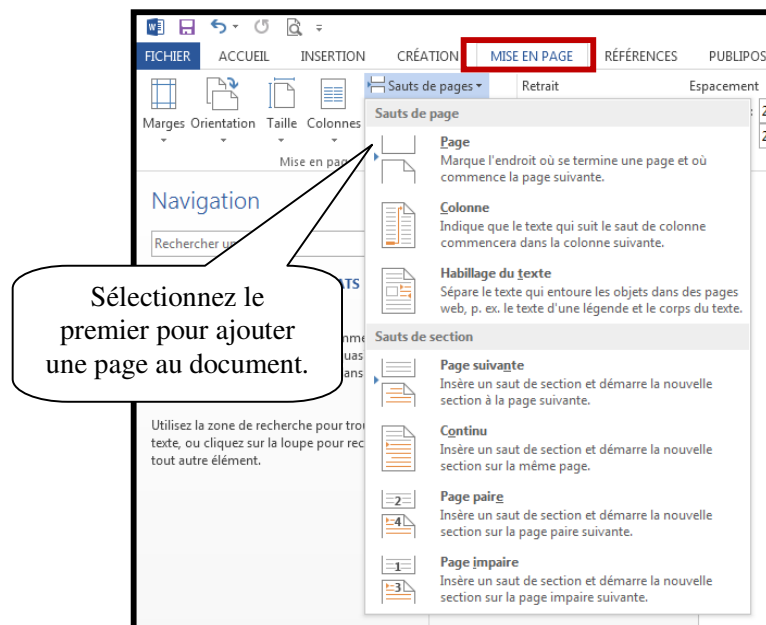 FICHIER ACCUEIL INSERTION CRÉATION MISE EN PAGE RÉFÉRENCES PUBLIPOS
Marges Orientation Taille Colonnes
Sauts de pages
Retrait
Espacement
Mise en pag
Navigation
Rechercher un
Utilisez la zone de recherche pour trou
texte, ou cliquez sur la loupe pour rec
tout autre élément.
Sélectionnez le
premier pour ajouter
une page au document.
Sauts de page
Page
Marque l'endroit où se termine une page et où
commence la page suivante.
Colonne
Indique que le texte qui suit le saut de colonne
commencera dans la colonne suivante.
Habillage du texte
Sépare le texte qui entoure les objets dans des pages
web, p. ex. le texte d'une légende et le corps du texte.
Sauts de section
Page suivante
Insère un saut de section et démarre la nouvelle
section à la page suivante.
Continu
Insère un saut de section et démarre la nouvelle
section sur la même page.
Page paire
Insère un saut de section et démarre la nouvelle
section sur la page paire suivante.
Page impaire
Insère un saut de section et démarre la nouvelle
section sur la page impaire suivante.